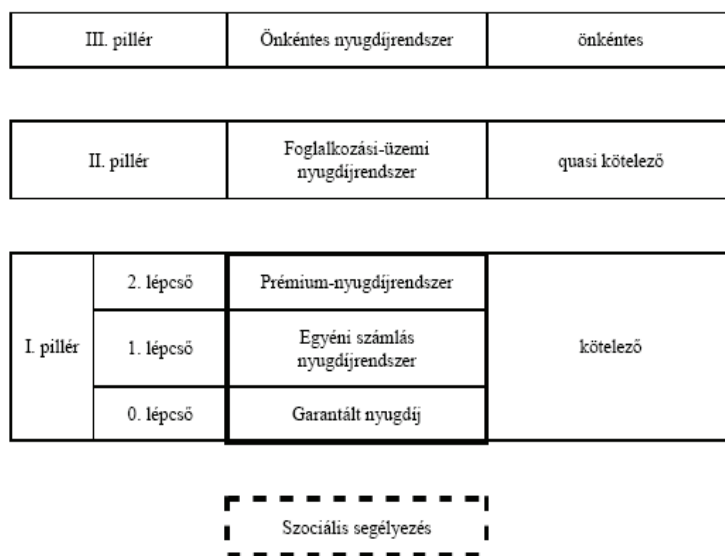 III. pillér
Önkéntes nyugdíjrendszer
önkéntes
II. pillér
Foglalkozási-üzemi
nyugdíjrendszer
quasi kötelező
I. pillér
2. lépcső
Prémium-nyugdíjrendszer
1. lépcső
Egyéni számlás
nyugdíjrendszer
kötelező
0. lépcső
Garantált nyugdíj
Szociális segélyezés